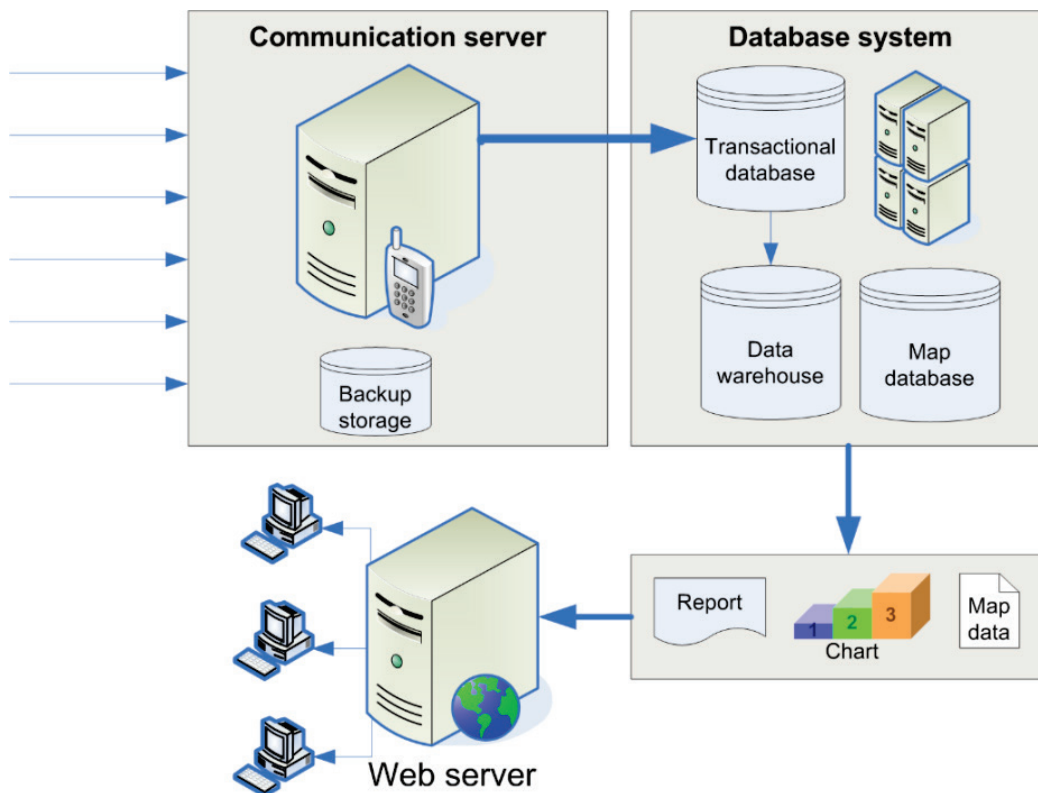 Communication server
Database system
Transactional
database
Backup
storage
Data
warehouse
Map
database
Report
1
2
3
Chart
Map
data
Web server